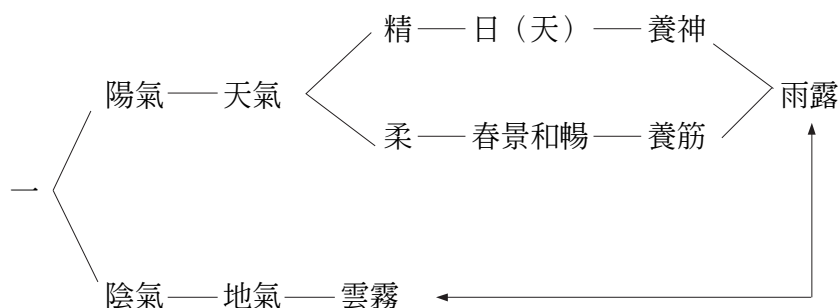 精 日（天） 養神
陽氣 天氣 雨露
柔 春景和暢 養筋
一
陰氣 地氣 雲霧